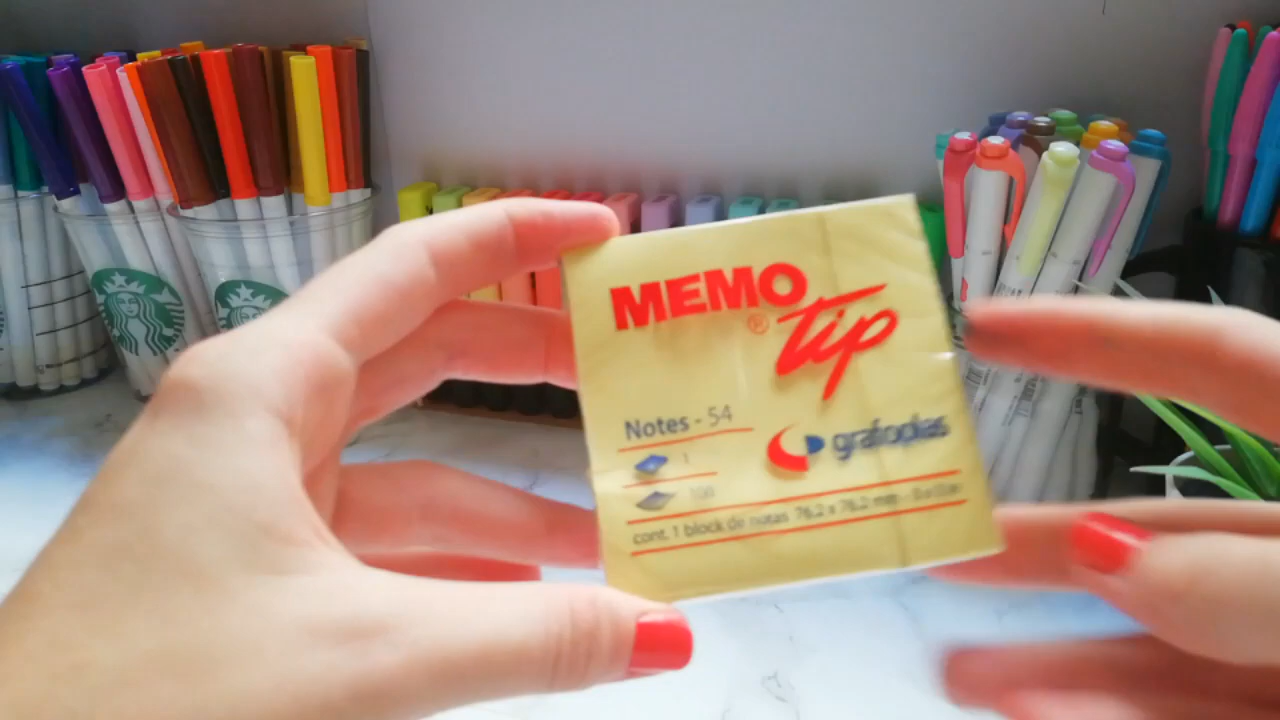 MEMO
® tip
Notes - 54
grafoplas
1
100
cont. 1 block de notas 76.2 x 76.2 mm -